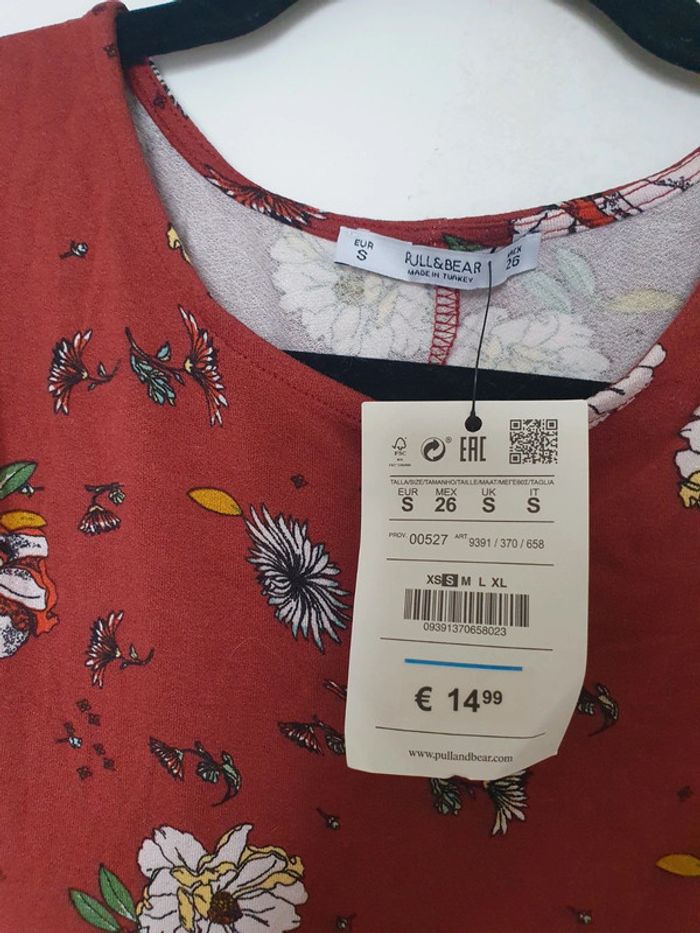 EUR
S
PULL&BEAR
MADE IN TURKEY
MEX
26
FSC
EAC
TALLA/SIZE/TAMANHO/TAILLE/MAAT/ΜΕΓΕΘΟΣ/TAGLIA
EUR MEX UK IT
S 26 S S
PROV. 00527 ART. 9391 / 370 / 658
XS S M L XL
09391370658023
€ 14 99
www.pullandbear.com